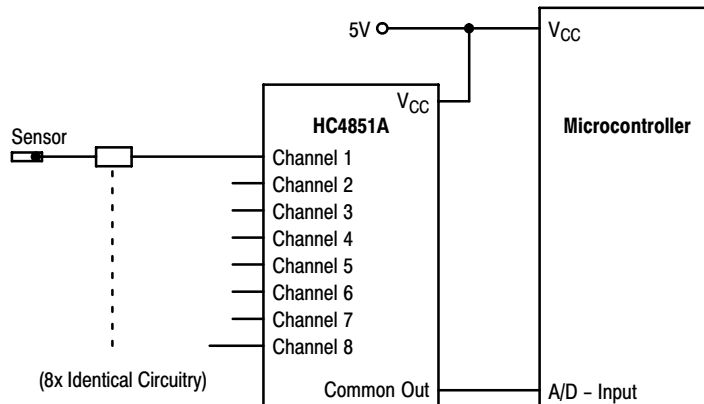 5V
VCC
VCC
HC4851A
Microcontroller
Sensor
Channel 1
Channel 2
Channel 3
Channel 4
Channel 5
Channel 6
Channel 7
Channel 8
(8x Identical Circuitry)
Common Out
A/D – Input